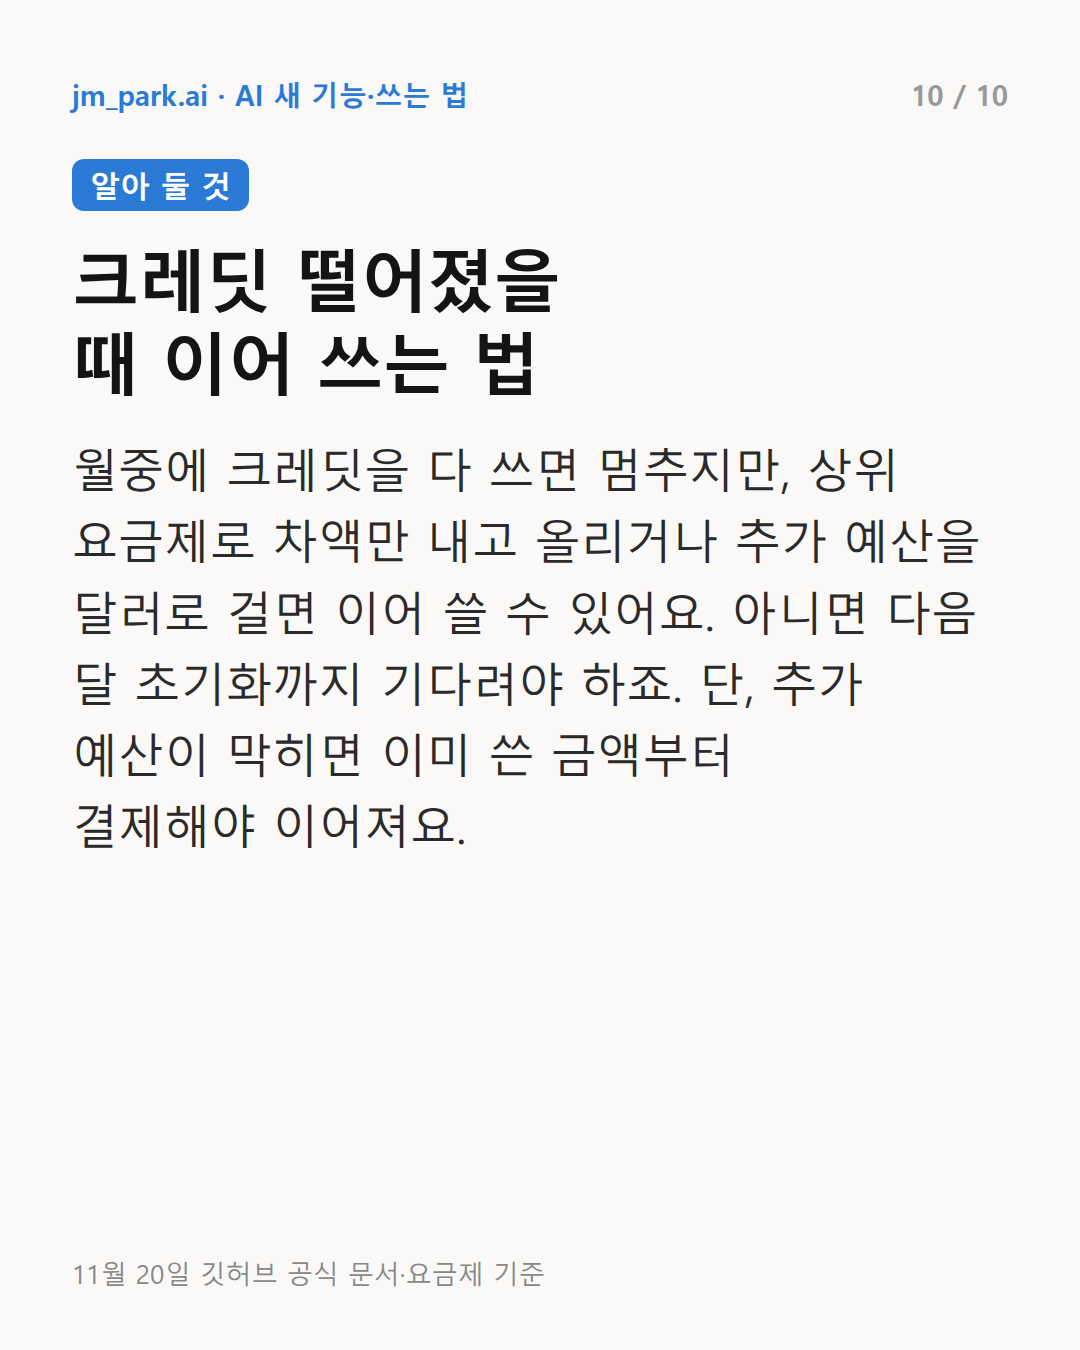 jm_park.ai · AI 새 기능·쓰는 법
10 / 10
알아 둘 것
크레딧 떨어졌을
때 이어 쓰는 법
월중에 크레딧을 다 쓰면 멈추지만, 상위
요금제로 차액만 내고 올리거나 추가 예산을
달러로 걸면 이어 쓸 수 있어요. 아니면 다음
달 초기화까지 기다려야 하죠. 단, 추가
예산이 막히면 이미 쓴 금액부터
결제해야 이어져요.
11월 20일 깃허브 공식 문서·요금제 기준